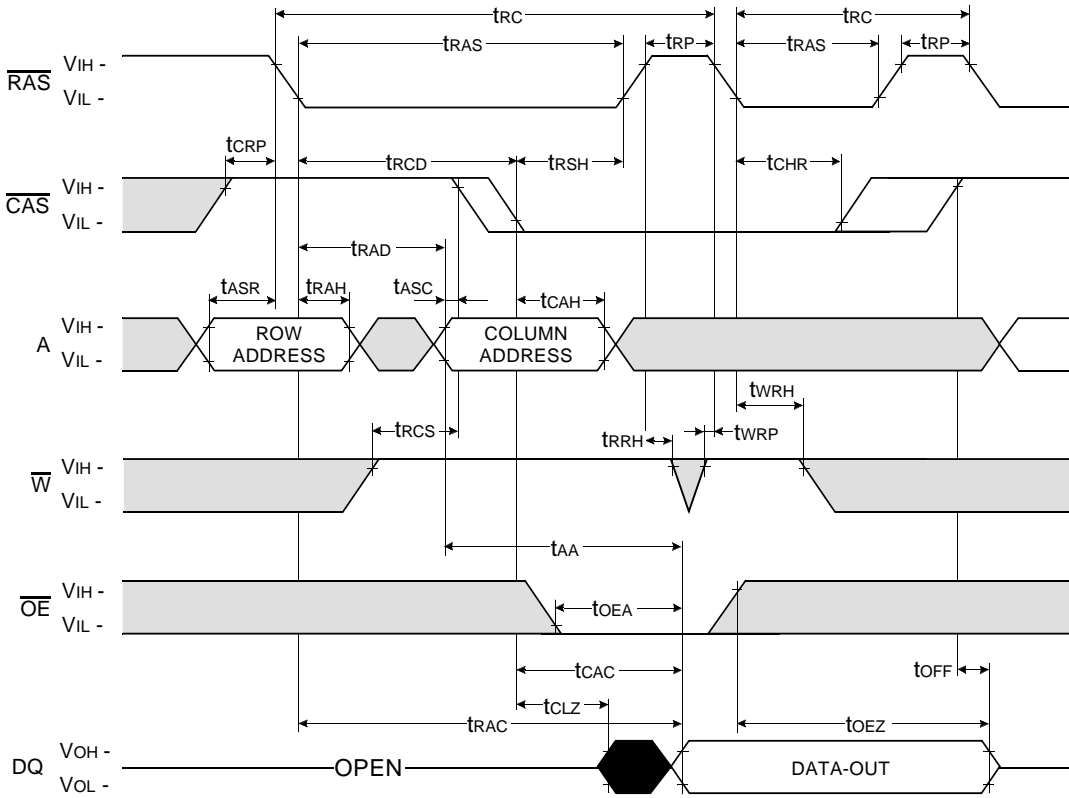 tRC tRC
tRAS tRP tRAS tRP
RAS VIH -
VIL -
tCRP tRCD tRSH tCHR
CAS VIH -
VIL -
tRAD
tASR tRAH tASC tCAH
A VIH -
VIL -
ROW
ADDRESS
COLUMN
ADDRESS
tWRH
tRCS tRRH tWRP
W VIH -
VIL -
tAA
OE VIH -
VIL -
tOEA
tCAC tOFF
tCLZ
tRAC tOEZ
DQ VOH -
VOL -
OPEN DATA-OUT